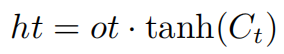 ht = ot · tanh(C_t)